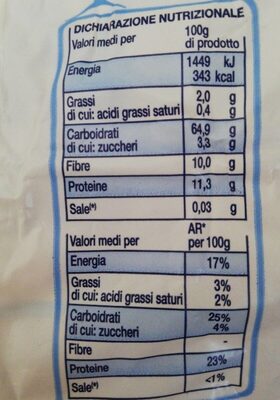 DICHIARAZIONE NUTRIZIONALE
Valori medi per 100g di prodotto
Energia 1449 kJ
343 kcal
Grassi 2,0 g
di cui: acidi grassi saturi 0,4 g
Carboidrati 64,9 g
di cui: zuccheri 3,3 g
Fibre 10,0 g
Proteine 11,3 g
Sale(*) 0,03 g
Valori medi per AR* per 100g
Energia 17%
Grassi 3%
di cui: acidi grassi saturi 2%
Carboidrati 25%
di cui: zuccheri 4%
Fibre -
Proteine 23%
Sale(*) <1%